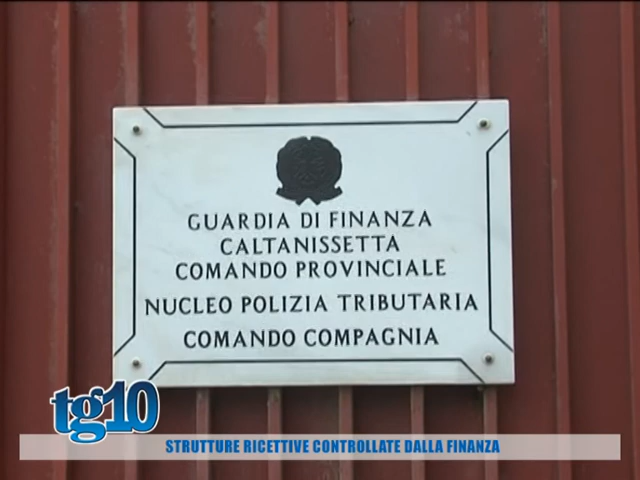 GUARDIA DI FINANZA
CALTANISSETTA
COMANDO PROVINCIALE
NUCLEO POLIZIA TRIBUTARIA
COMANDO COMPAGNIA
tg10
STRUTTURE RICETTIVE CONTROLLATE DALLA FINANZA